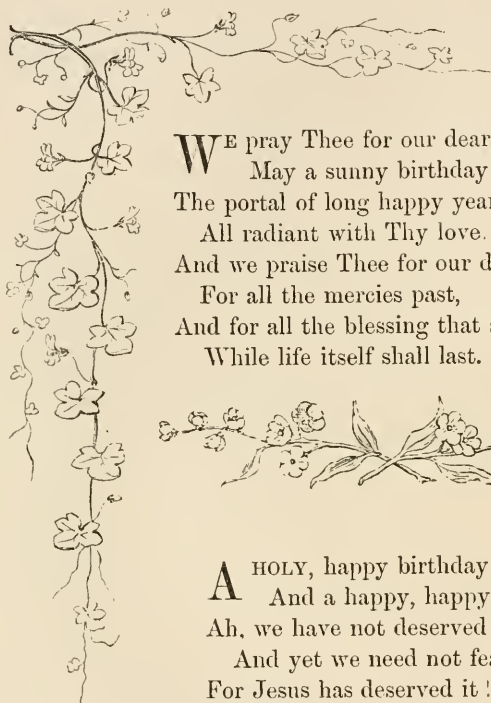 WE pray Thee for our dear
May a sunny birthday
The portal of long happy year
All radiant with Thy love.
And we praise Thee for our d
For all the mercies past,
And for all the blessing that
While life itself shall last.
A HOLY, happy birthday
And a happy, happy
Ah, we have not deserved
And yet we need not fea
For Jesus has deserved it!